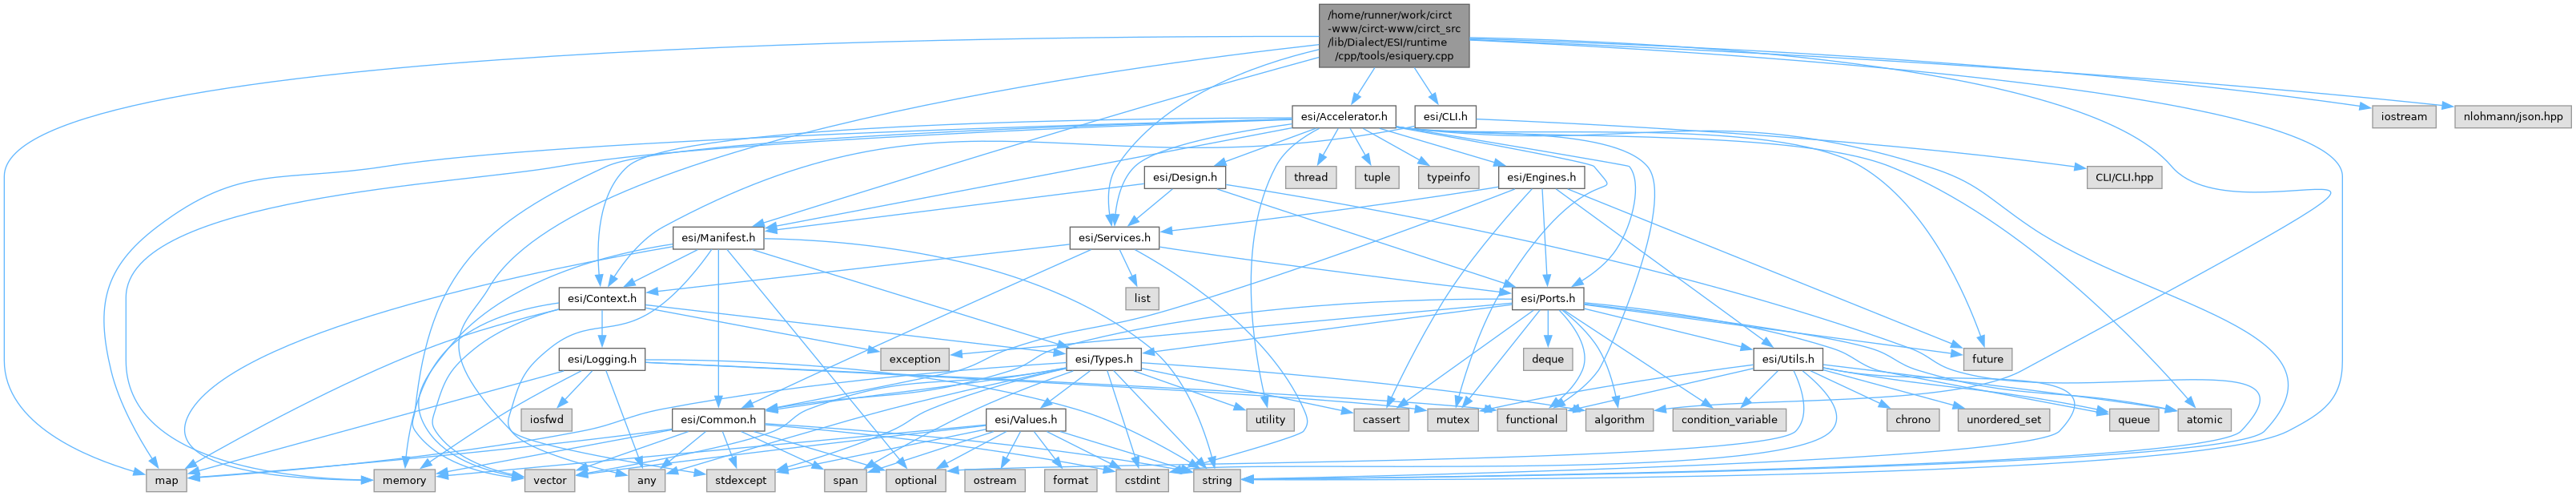 /home/runner/work/circt
-www/circt-www/circt_src
/lib/Dialect/ESI/runtime
/cpp/tools/esiquery.cpp
esi/Accelerator.h
esi/CLI.h
iostream
nlohmann/json.hpp
esi/Design.h
thread
tuple
typeinfo
esi/Engines.h
CLI/CLI.hpp
esi/Manifest.h
esi/Services.h
esi/Context.h
list
esi/Ports.h
esi/Logging.h
exception
esi/Types.h
deque
esi/Utils.h
future
iosfwd
esi/Common.h
esi/Values.h
utility
cassert
mutex
functional
algorithm
condition_variable
chrono
unordered_set
queue
atomic
map
memory
vector
any
stdexcept
span
optional
ostream
format
cstdint
string